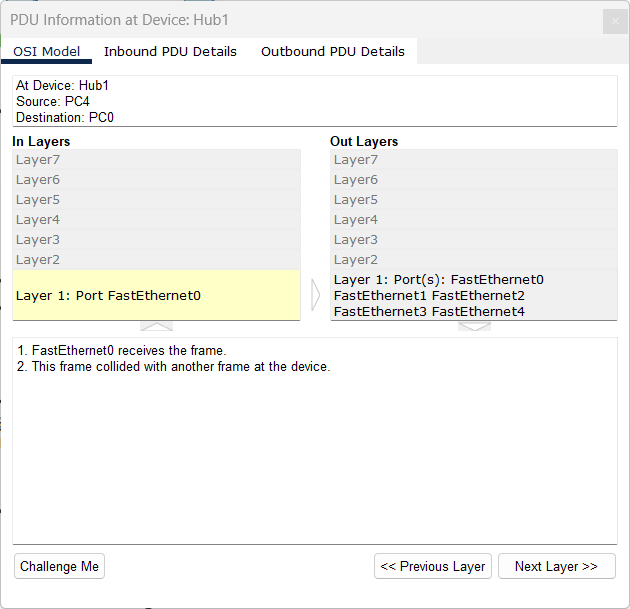 PDU Information at Device: Hub1
×
OSI Model Inbound PDU Details Outbound PDU Details
At Device: Hub1
Source: PC4
Destination: PC0
In Layers
Layer7
Layer6
Layer5
Layer4
Layer3
Layer2
Layer 1: Port FastEthernet0
Out Layers
Layer7
Layer6
Layer5
Layer4
Layer3
Layer2
Layer 1: Port(s): FastEthernet0
FastEthernet1 FastEthernet2
FastEthernet3 FastEthernet4
1. FastEthernet0 receives the frame.
2. This frame collided with another frame at the device.
Challenge Me << Previous Layer Next Layer >>